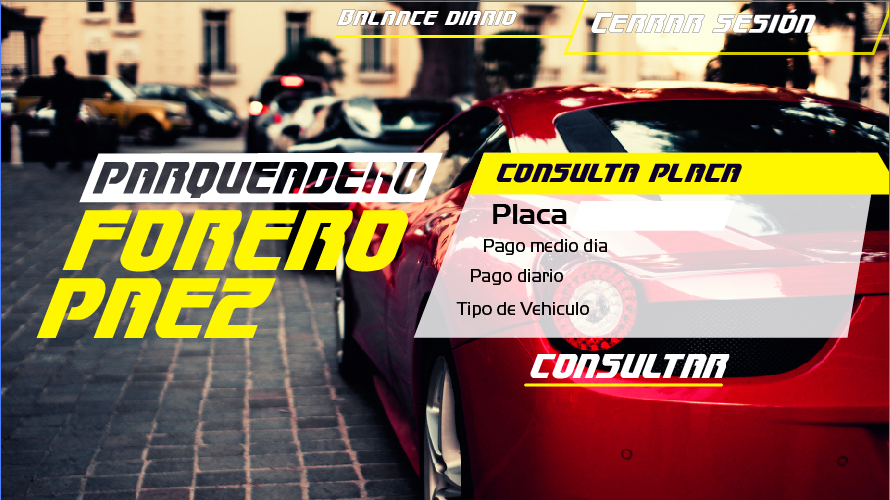 BALANCE DIARIO
CERRAR SESIÓN
PARQUEADERO
FORERO
PAEZ
CONSULTA PLACA
Placa
Pago medio dia
Pago diario
Tipo de Vehiculo
CONSULTAR